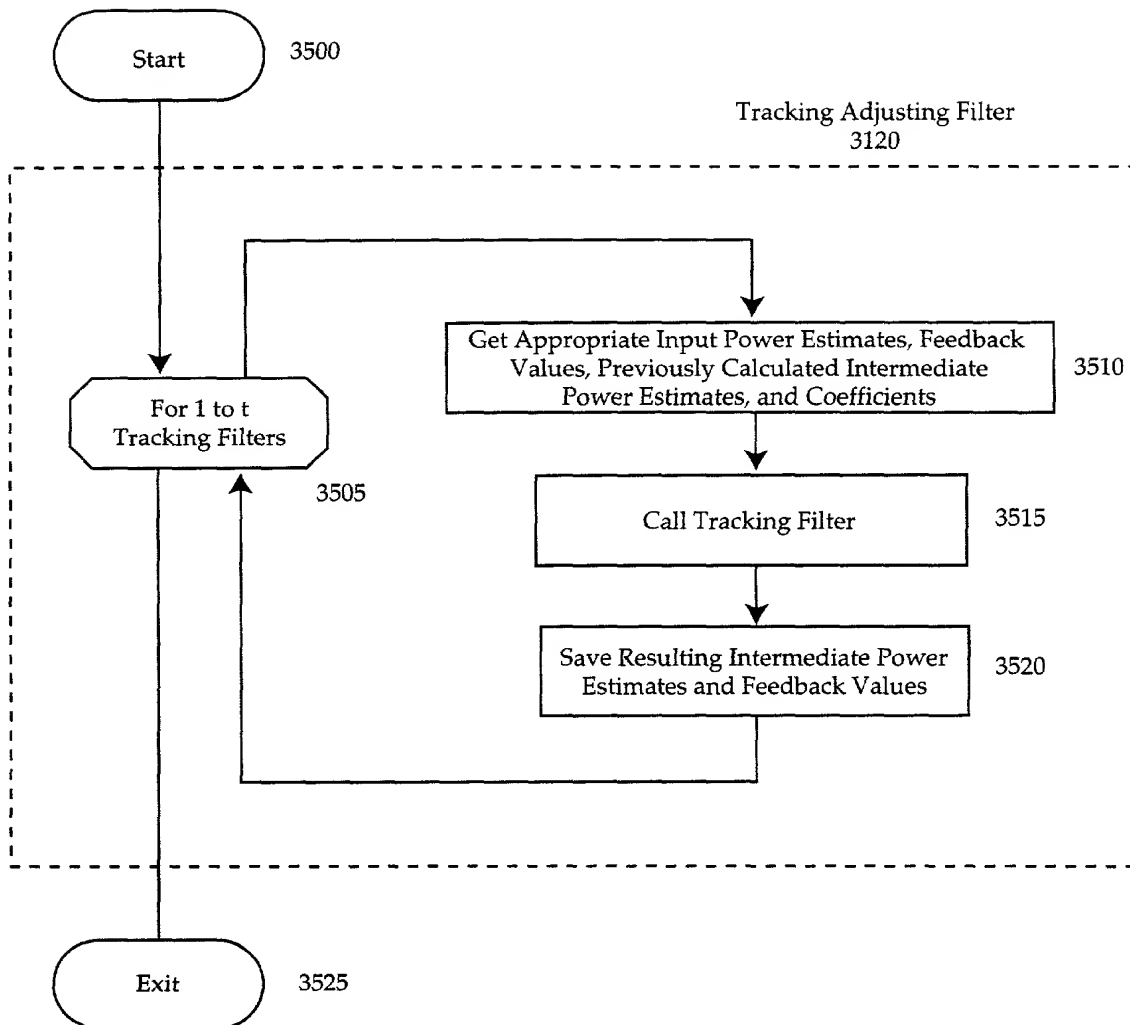 Start
3500
Tracking Adjusting Filter
3120
Get Appropriate Input Power Estimates, Feedback
Values, Previously Calculated Intermediate
Power Estimates, and Coefficients
3510
For 1 to t
Tracking Filters
3505
Call Tracking Filter
3515
Save Resulting Intermediate Power
Estimates and Feedback Values
3520
Exit
3525